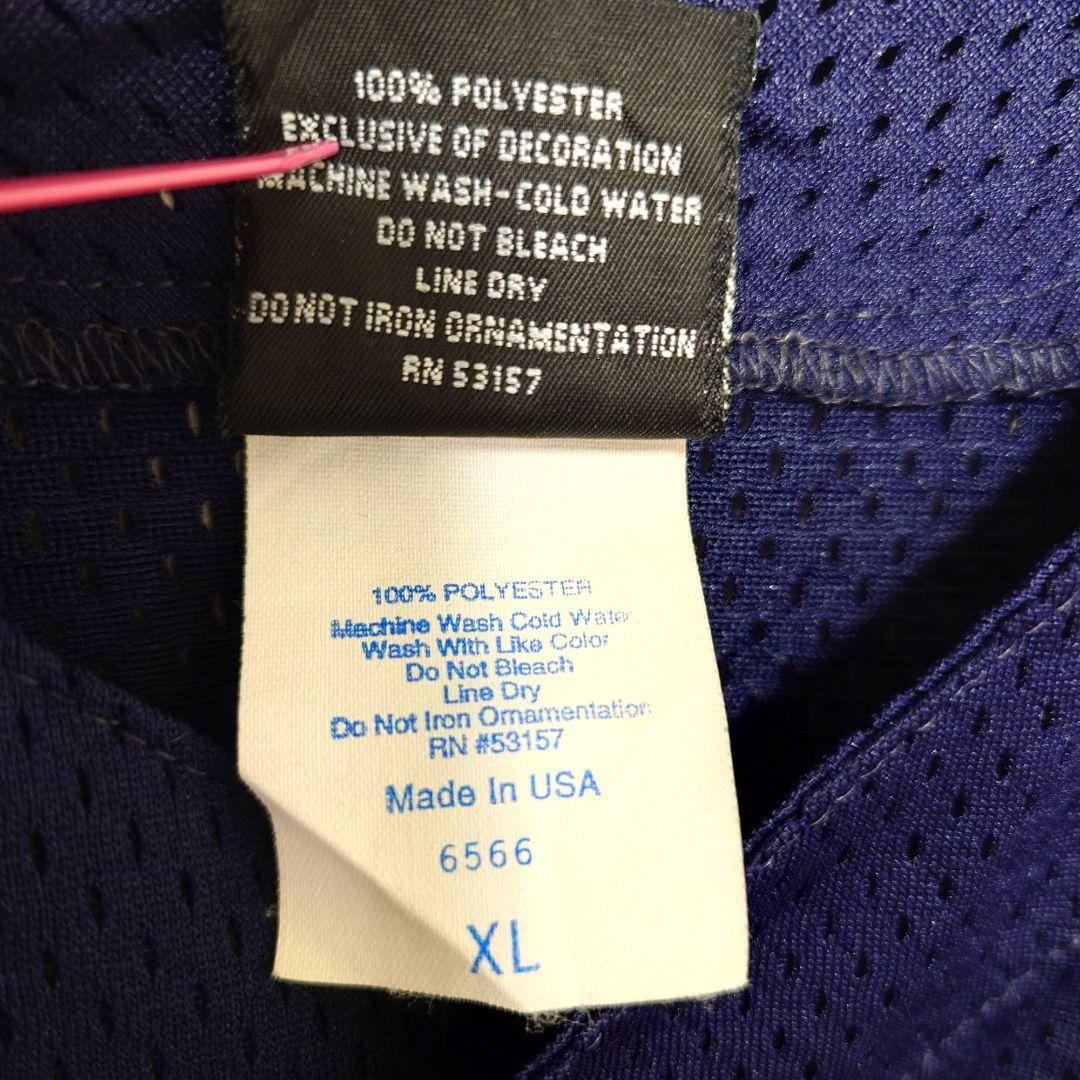 100% POLYESTER
EXCLUSIVE OF DECORATION
MACHINE WASH-COLD WATER
DO NOT BLEACH
LINE DRY
DO NOT IRON ORNAMENTATION
RN 53157
100% POLYESTER
Machine Wash Cold Water
Wash With Like Color
Do Not Bleach
Line Dry
Do Not Iron Ornamentation
RN #53157
Made In USA
6566
XL